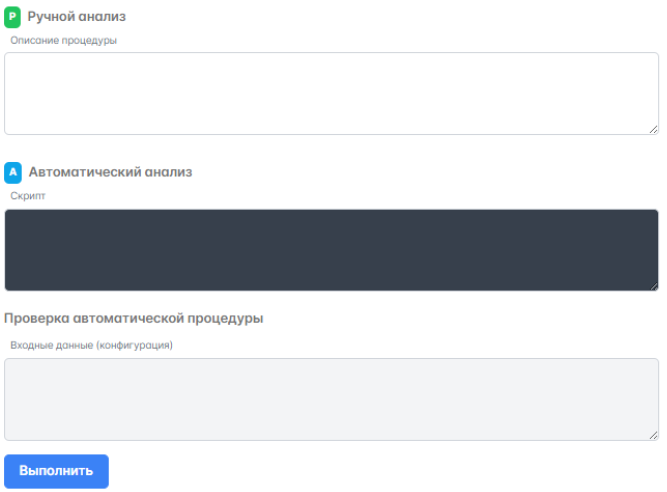 Р Ручной анализ
Описание процедуры
А Автоматический анализ
Скрипт
Проверка автоматической процедуры
Входные данные (конфигурация)
Выполнить